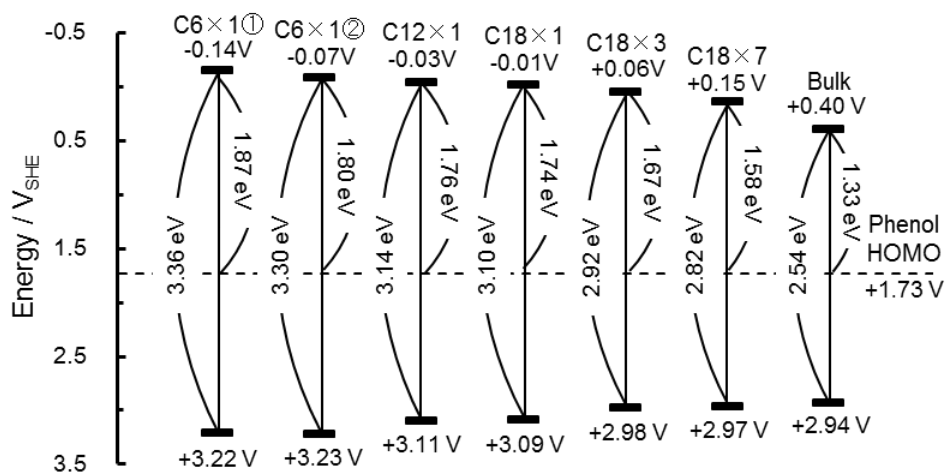 C6×1①
-0.14V
C6×1②
-0.07V
C12×1
-0.03V
C18×1
-0.01V
C18×3
+0.06V
C18×7
+0.15V
Bulk
+0.40 V
-0.5
0.5
1.5
2.5
3.5
Energy / V_SHE
3.36 eV
1.87 eV
3.30 eV
1.80 eV
3.14 eV
1.76 eV
3.10 eV
1.74 eV
2.92 eV
1.67 eV
2.82 eV
1.58 eV
2.54 eV
1.33 eV
Phenol
HOMO
+1.73 V
+3.22 V
+3.23 V
+3.11 V
+3.09 V
+2.98 V
+2.97 V
+2.94 V